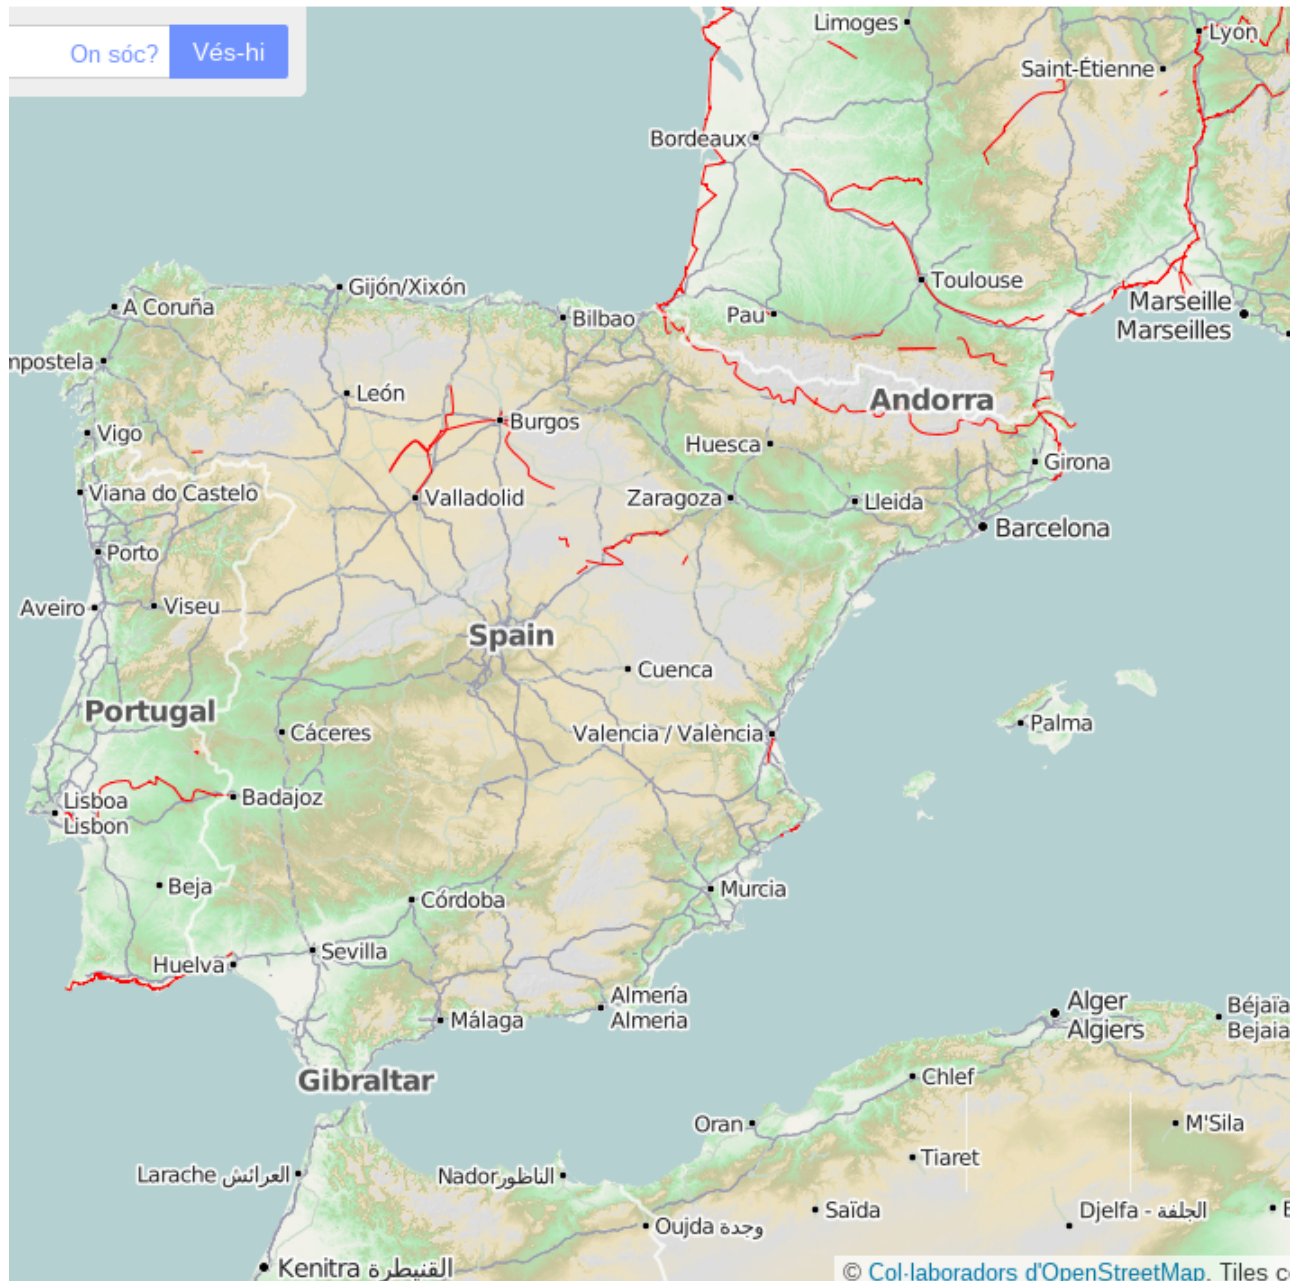 Limoges
Lyon
On sóc?
Vés-hi
Saint-Étienne
Bordeaux
Toulouse
Gijón/Xixón
A Coruña
Bilbao
Pau
Marseille
Marseilles
mpostela
León
Andorra
Burgos
Vigo
Huesca
Girona
Viana do Castelo
Valladolid
Zaragoza
Lleida
Barcelona
Porto
Aveiro
Viseu
Spain
Cuenca
Portugal
Cáceres
Valencia / València
Palma
Lisboa
Lisbon
Badajoz
Beja
Córdoba
Murcia
Huelva
Sevilla
Almería
Almeria
Málaga
Alger
Algiers
Béjaïa
Bejaia
Gibraltar
Chlef
Oran
M'Sila
Tiaret
Larache العرائش
Nador الناظور
Saïda
Djelfa - الجلفة
Oujda وجدة
Kenitra القنيطرة
© Col·laboradors d'OpenStreetMap. Tiles c